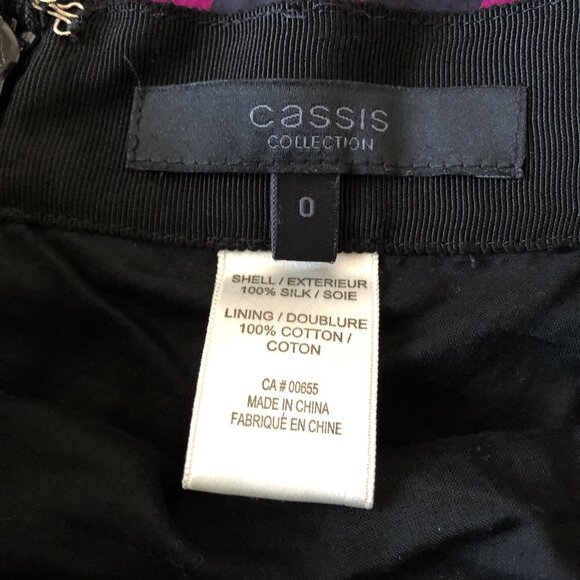 cassis
COLLECTION
0
SHELL / EXTERIEUR
100% SILK / SOIE
LINING / DOUBLURE
100% COTTON /
COTON
CA # 00655
MADE IN CHINA
FABRIQUÉ EN CHINE